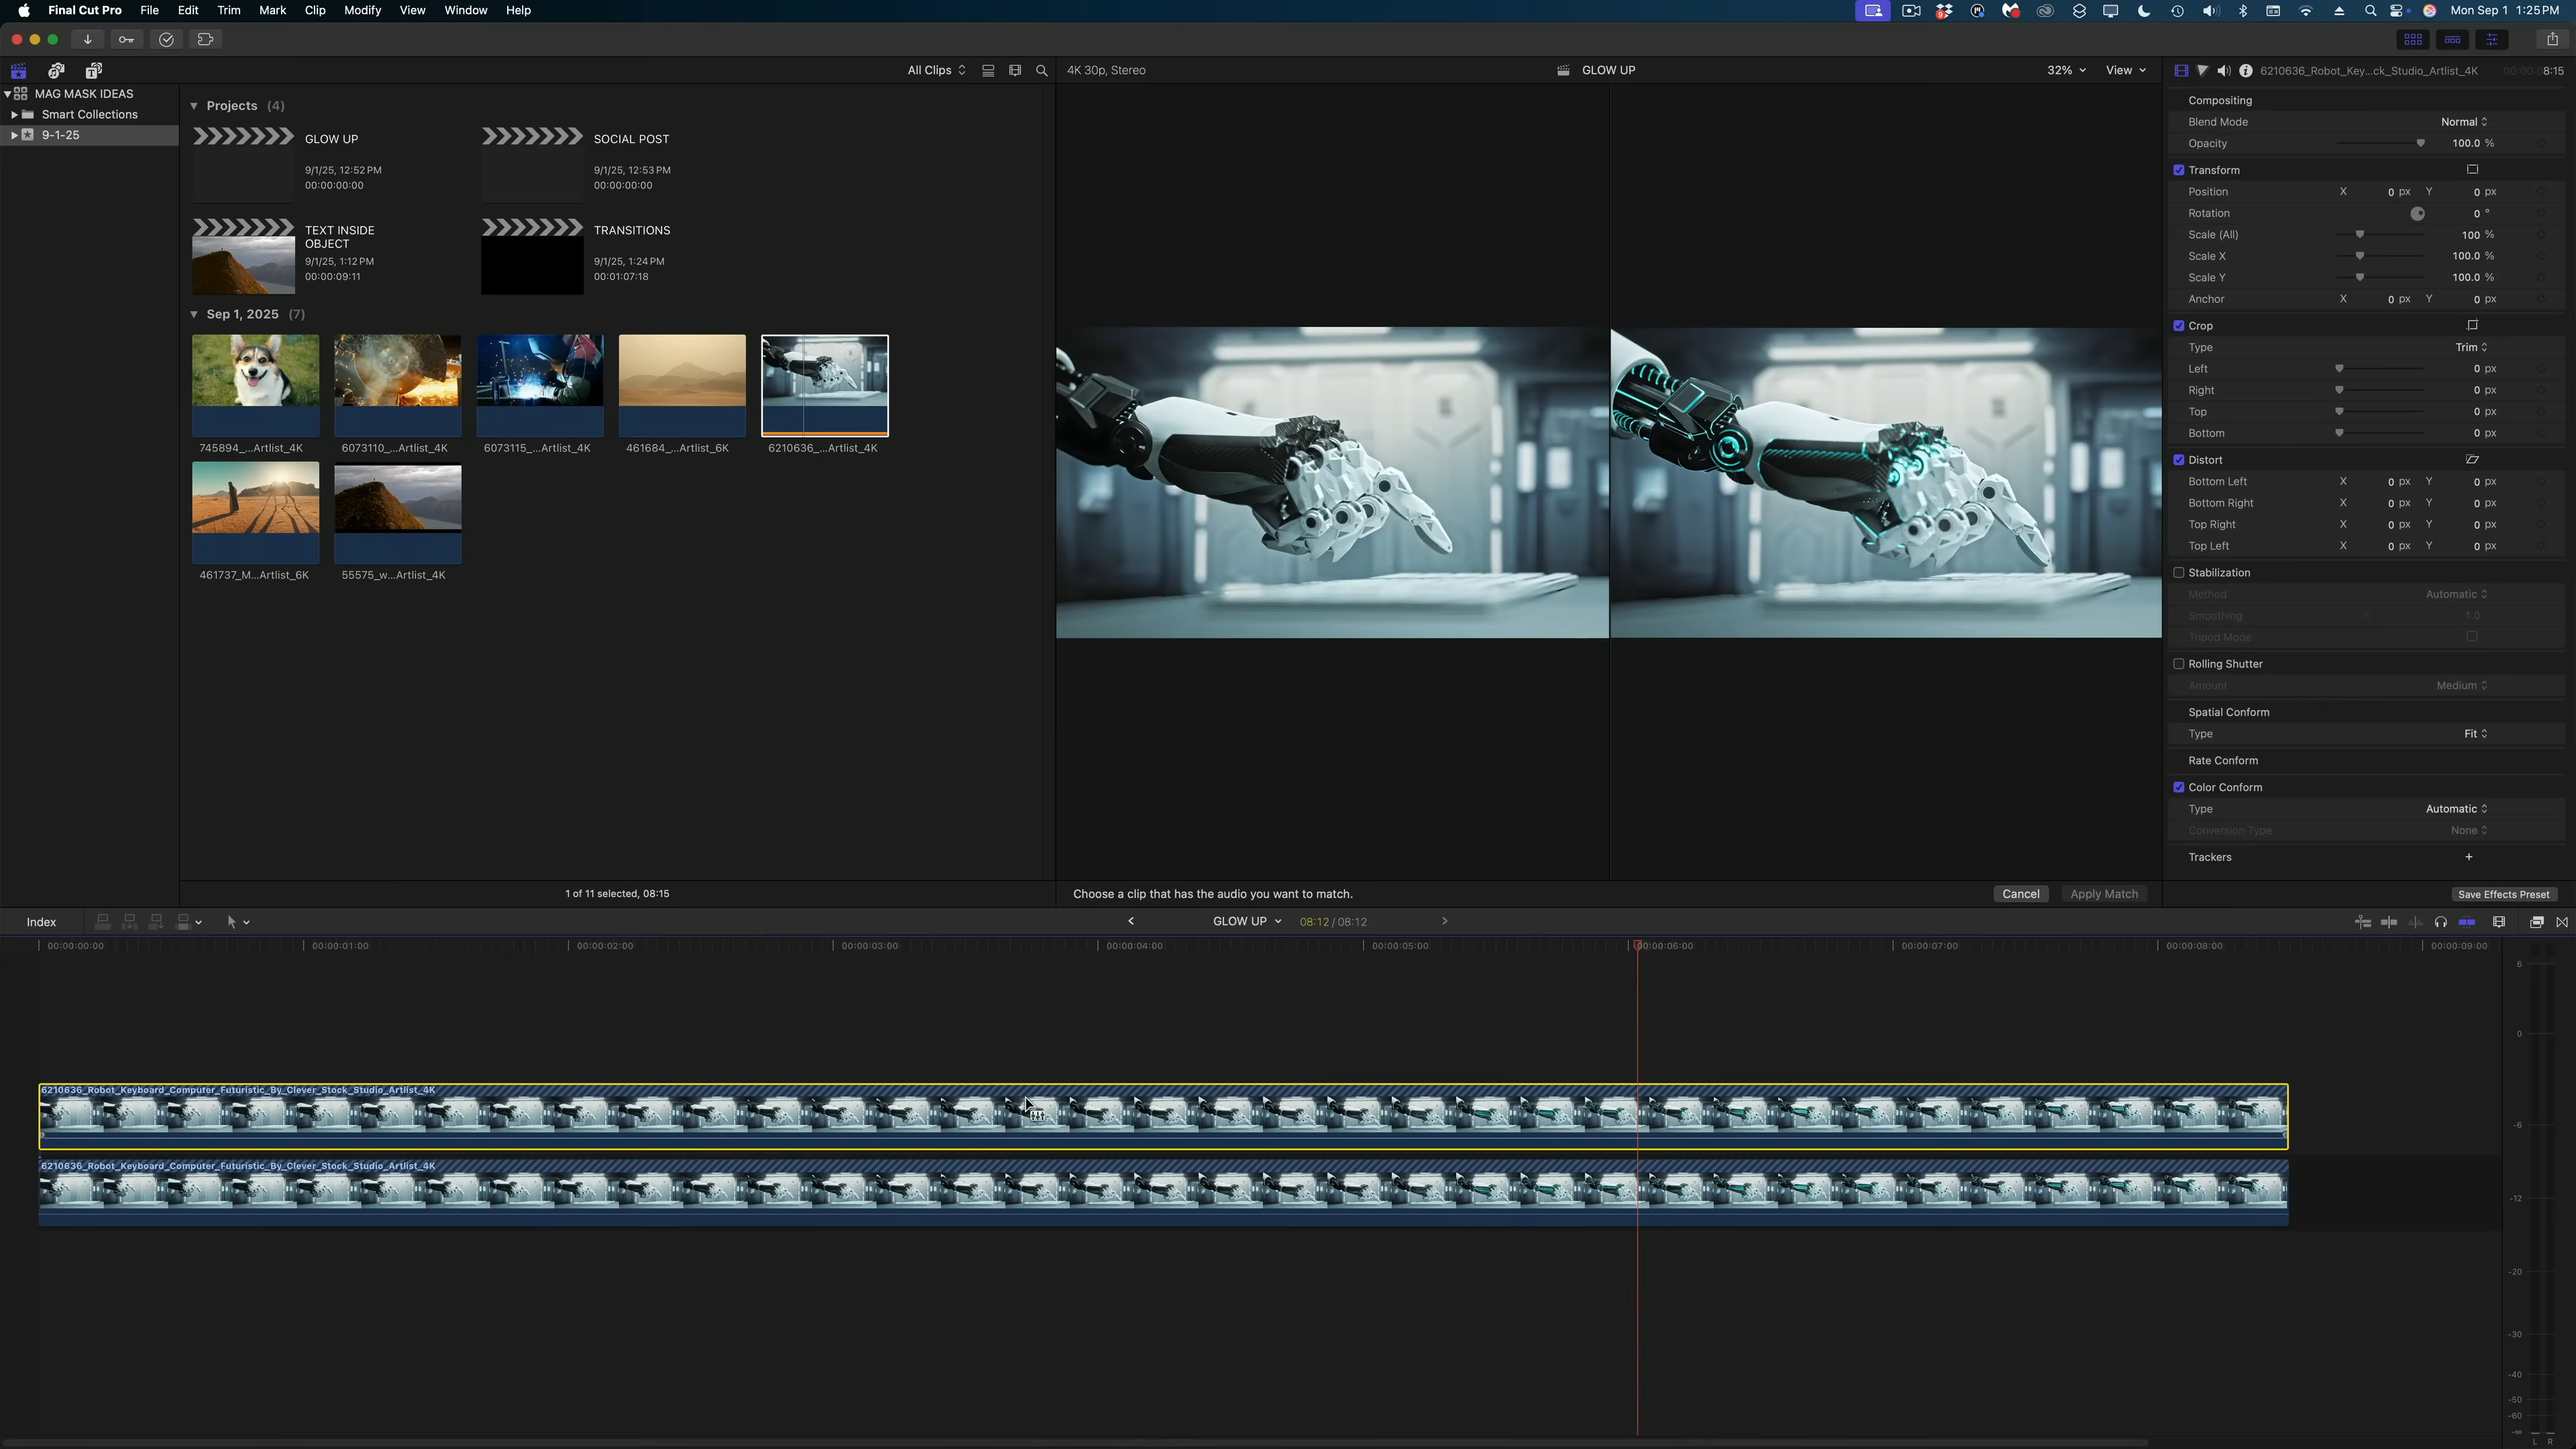 Final Cut Pro File Edit Trim Mark Clip Modify View Window Help Mon Sep 1 1:25 PM
All Clips 4K 30p, Stereo GLOW UP 32% View 6210636_Robot_Key...ck_Studio_Artlist_4K 00:00:08:15
MAG MASK IDEAS
Smart Collections
9-1-25
Projects (4)
GLOW UP
9/1/25, 12:52 PM
00:00:00:00
SOCIAL POST
9/1/25, 12:53 PM
00:00:00:00
TEXT INSIDE
OBJECT
9/1/25, 1:12 PM
00:00:09:11
TRANSITIONS
9/1/25, 1:24 PM
00:01:07:18
Sep 1, 2025 (7)
745894_...Artlist_4K 6073110_...Artlist_4K 6073115_...Artlist_4K 461684_...Artlist_6K 6210636_...Artlist_4K
461737_M...Artlist_6K 55575_w...Artlist_4K
1 of 11 selected, 08:15
Choose a clip that has the audio you want to match. Cancel Apply Match
Compositing
Blend Mode Normal
Opacity 100.0 %
Transform
Position X 0 px Y 0 px
Rotation 0 °
Scale (All) 100 %
Scale X 100.0 %
Scale Y 100.0 %
Anchor X 0 px Y 0 px
Crop
Type Trim
Left 0 px
Right 0 px
Top 0 px
Bottom 0 px
Distort
Bottom Left X 0 px Y 0 px
Bottom Right X 0 px Y 0 px
Top Right X 0 px Y 0 px
Top Left X 0 px Y 0 px
Stabilization
Method Automatic
Smoothing 1.0
Tripod Mode
Rolling Shutter
Amount Medium
Spatial Conform
Type Fit
Rate Conform
Color Conform
Type Automatic
Conversion Type None
Trackers +
Save Effects Preset
Index GLOW UP 08:12 / 08:12
00:00:00:00 00:00:01:00 00:00:02:00 00:00:03:00 00:00:04:00 00:00:05:00 00:00:06:00 00:00:07:00 00:00:08:00 00:00:09:00
6210636_Robot_Keyboard_Computer_Futuristic_By_Clever_Stock_Studio_Artlist_4K
6210636_Robot_Keyboard_Computer_Futuristic_By_Clever_Stock_Studio_Artlist_4K
6
0
-6
-12
-20
-30
-40
-50
-60
-∞
L R